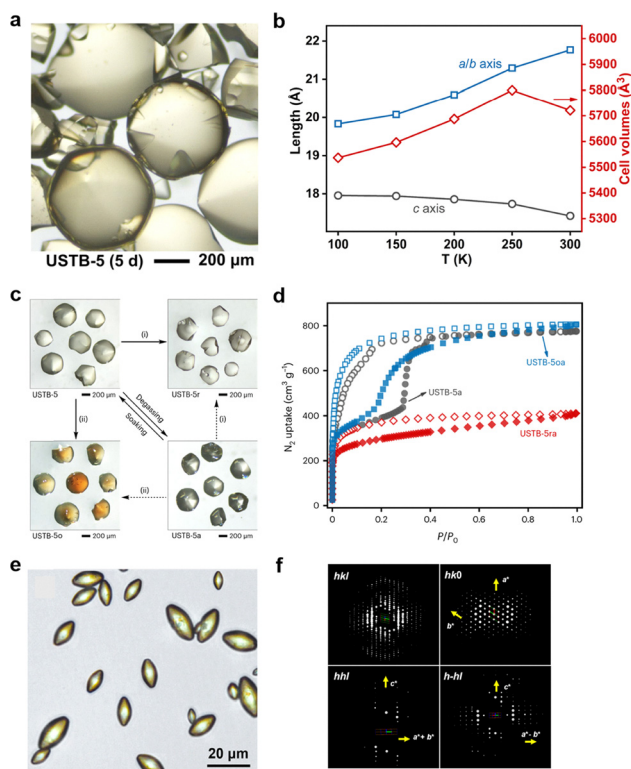 a
USTB-5 (5 d) 200 µm
b
Length (Å)
22
21
20
19
18
a/b axis
c axis
100 150 200 250 300
T (K)
6000
5900
5800
5700
5600
5500
5400
5300
Cell volumes (Å³)
c
USTB-5 200 µm
(i)
USTB-5r 200 µm
(ii)
Degassing
Soaking
(i)
USTB-5o 200 µm
(ii)
USTB-5a 200 µm
d
N₂ uptake (cm³ g⁻¹)
800
600
400
200
0
USTB-5oa
USTB-5a
USTB-5ra
0 0.2 0.4 0.6 0.8 1.0
P/P₀
e
20 µm
f
hkl
hk0
a*
b*
hhl
c*
a*+ b*
h-hl
c*
a*- b*